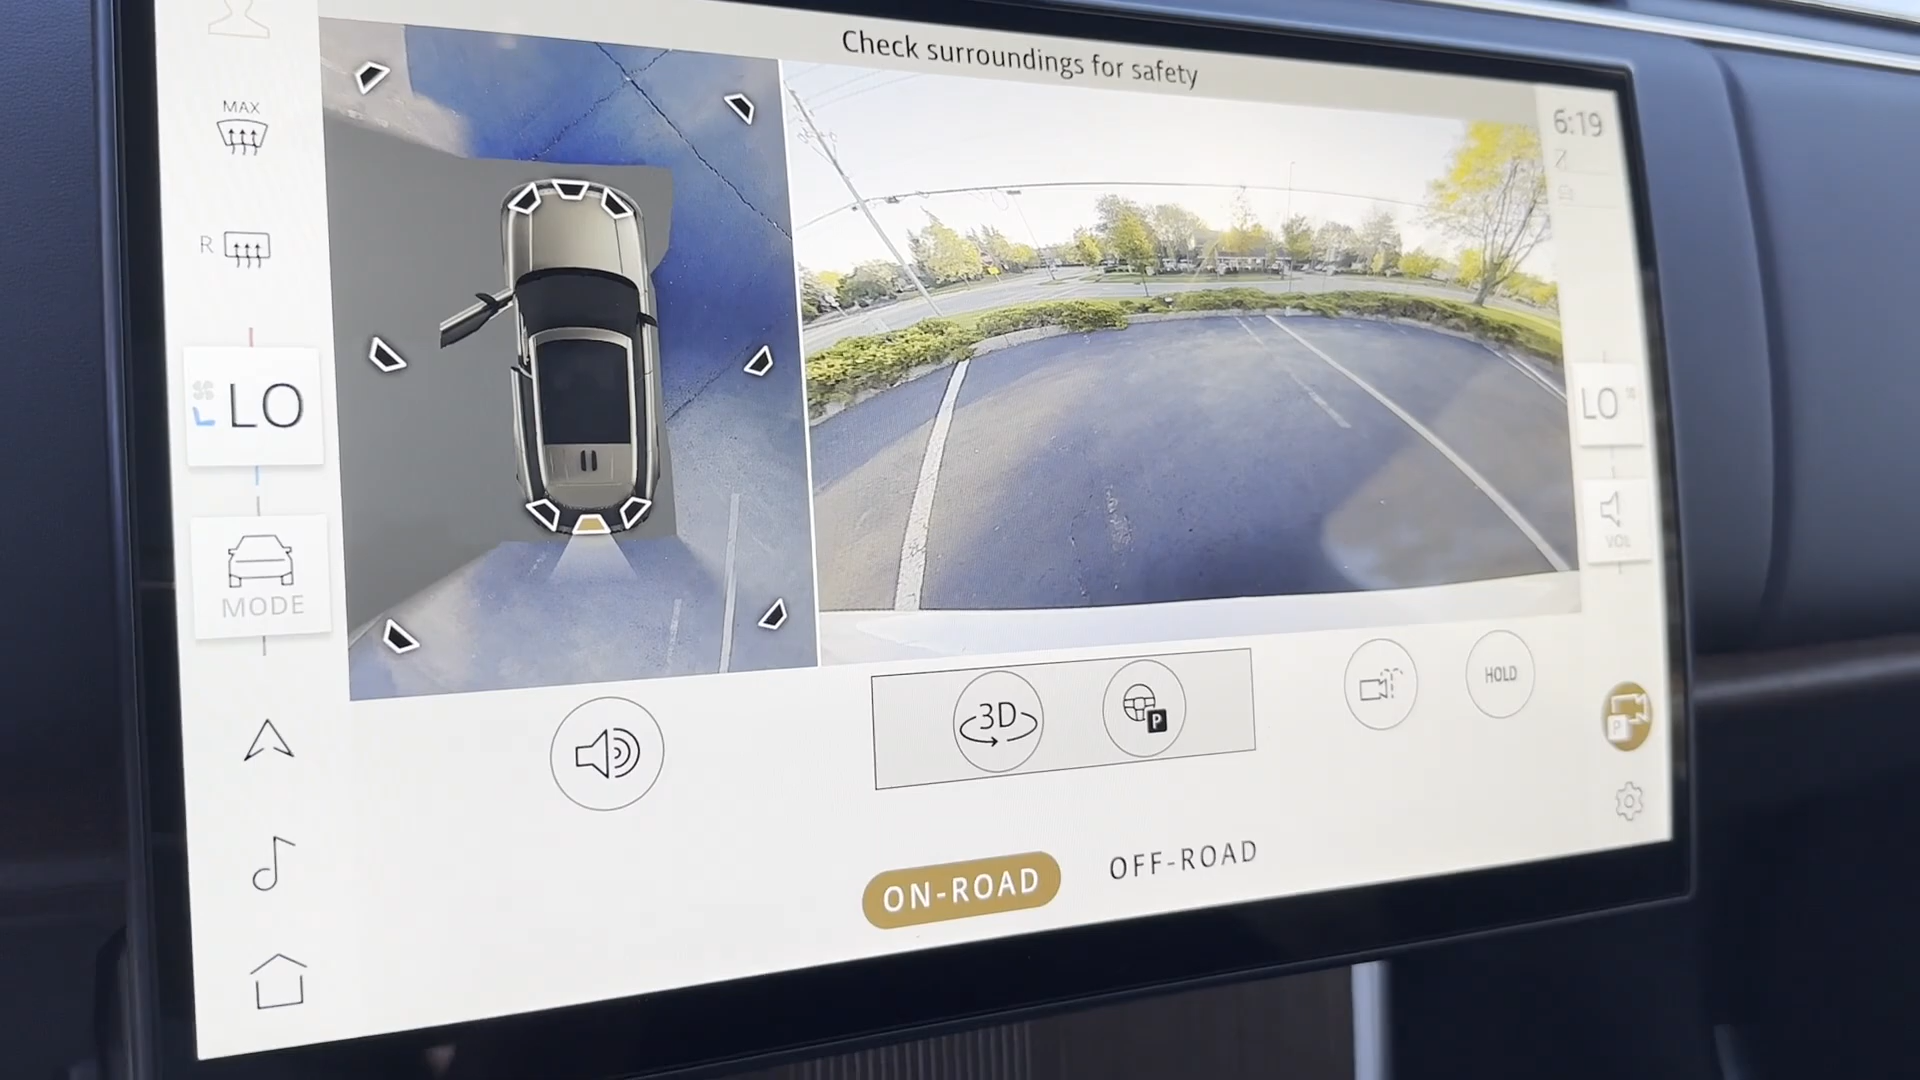 Check surroundings for safety
6:19
MAX
R
LO
LO
MODE
VOL
3D
P
HOLD
P
ON-ROAD
OFF-ROAD